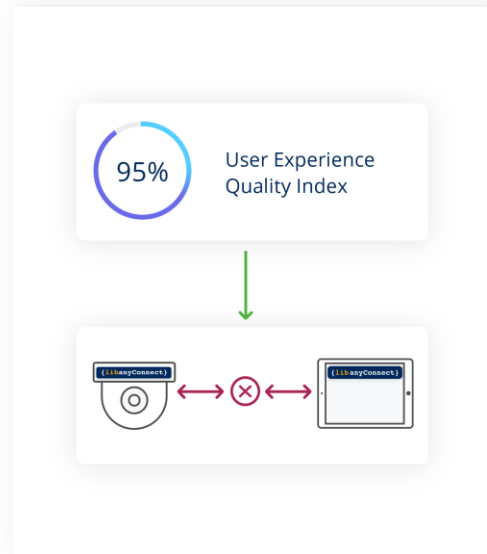 95%
User Experience
Quality Index
{libanyConnect}
{libanyConnect}